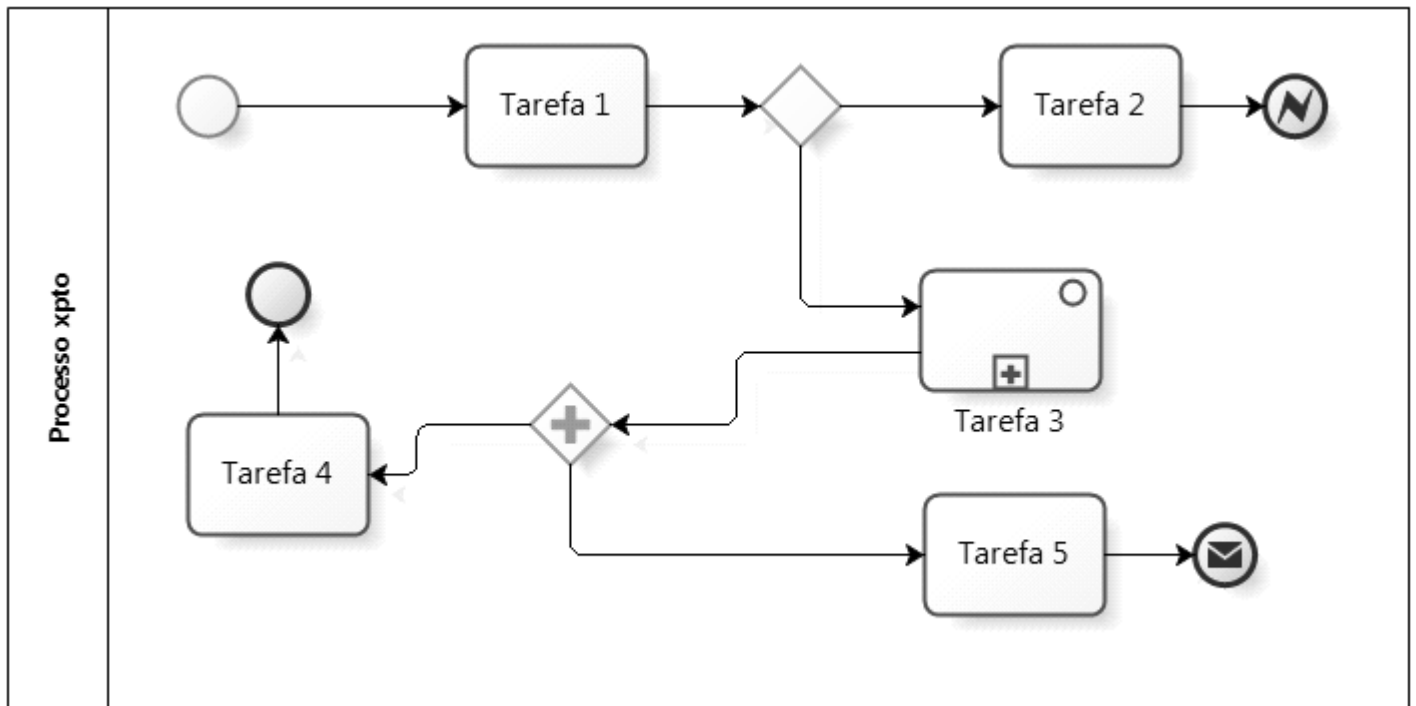 Processo xpto
Tarefa 1
Tarefa 2
Tarefa 3
Tarefa 4
Tarefa 5